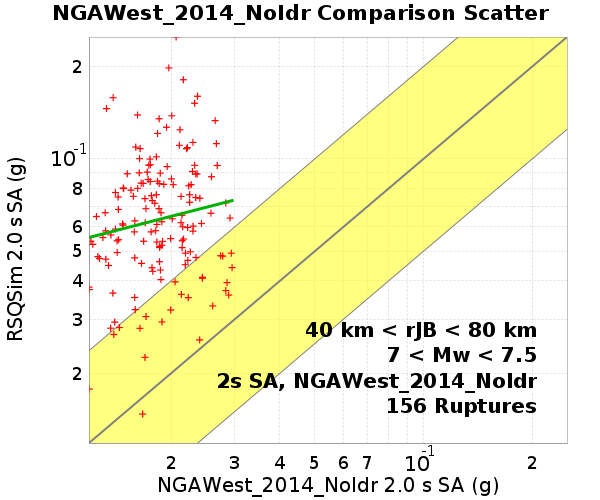 NGAWest_2014_NoIdr Comparison Scatter
RSQSim 2.0 s SA (g)
2
10^-1
8
6
5
4
3
2
40 km < rJB < 80 km
7 < Mw < 7.5
2s SA, NGAWest_2014_NoIdr
156 Ruptures
2 3 4 5 6 7 10^-1 2
NGAWest_2014_NoIdr 2.0 s SA (g)